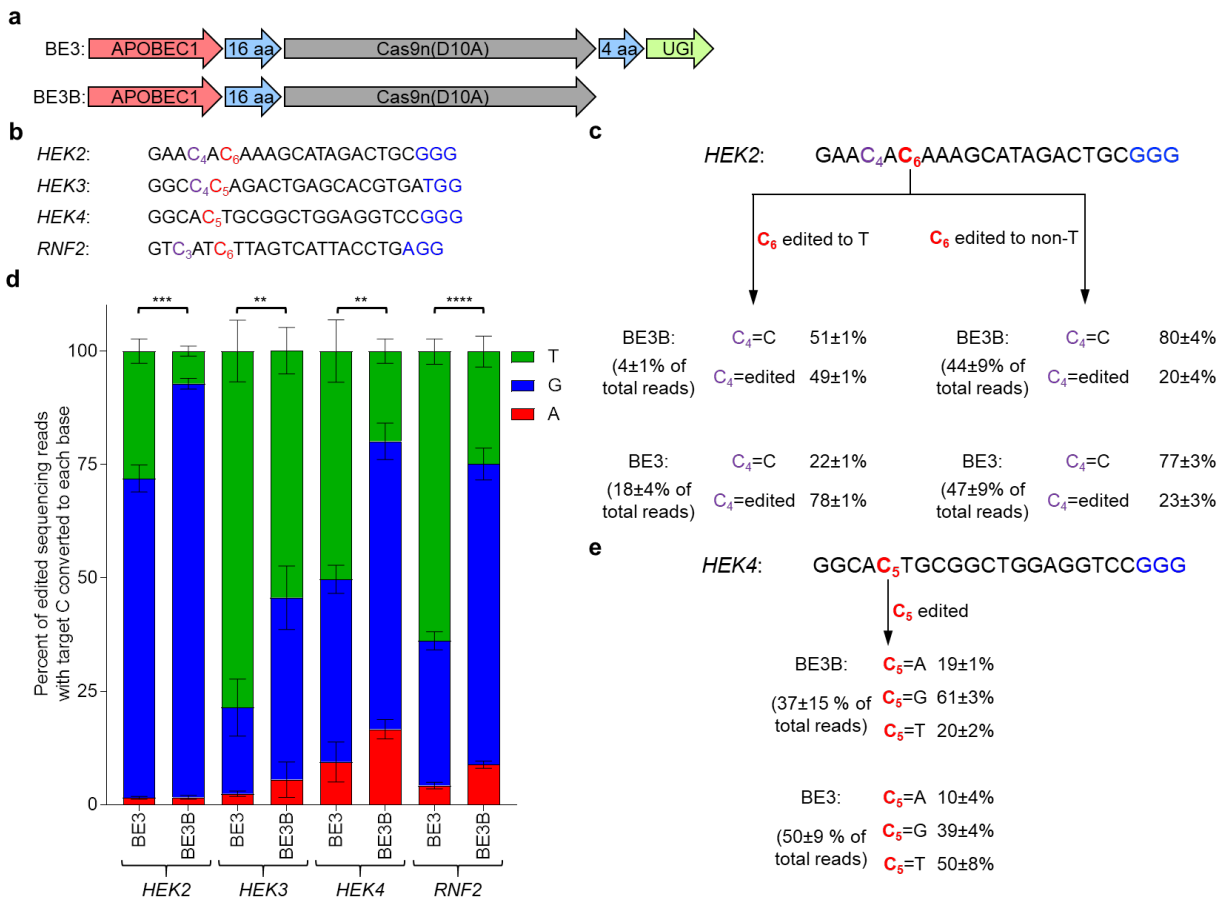 a
BE3: APOBEC1 16 aa Cas9n(D10A) 4 aa UGI
BE3B: APOBEC1 16 aa Cas9n(D10A)
b
HEK2: GAAC4AC6AAAGCATAGACTGCGGG
HEK3: GGCC4C5AGACTGAGCACGTGATGG
HEK4: GGCAC5TGCGGCTGGAGGTCCGGG
RNF2: GTC3ATC6TTAGTCATTACCTGAGG
c
HEK2: GAAC4AC6AAAGCATAGACTGCGGG
C6 edited to T
C6 edited to non-T
BE3B: C4=C 51±1%
(4±1% of total reads) C4=edited 49±1%
BE3B: C4=C 80±4%
(44±9% of total reads) C4=edited 20±4%
BE3: C4=C 22±1%
(18±4% of total reads) C4=edited 78±1%
BE3: C4=C 77±3%
(47±9% of total reads) C4=edited 23±3%
d
Percent of edited sequencing reads
with target C converted to each base
100
75
50
25
0
*** ** ** ****
T
G
A
BE3 BE3B BE3 BE3B BE3 BE3B BE3 BE3B
HEK2 HEK3 HEK4 RNF2
e
HEK4: GGCAC5TGCGGCTGGAGGTCCGGG
C5 edited
BE3B: C5=A 19±1%
(37±15 % of total reads) C5=G 61±3%
C5=T 20±2%
BE3: C5=A 10±4%
(50±9 % of total reads) C5=G 39±4%
C5=T 50±8%